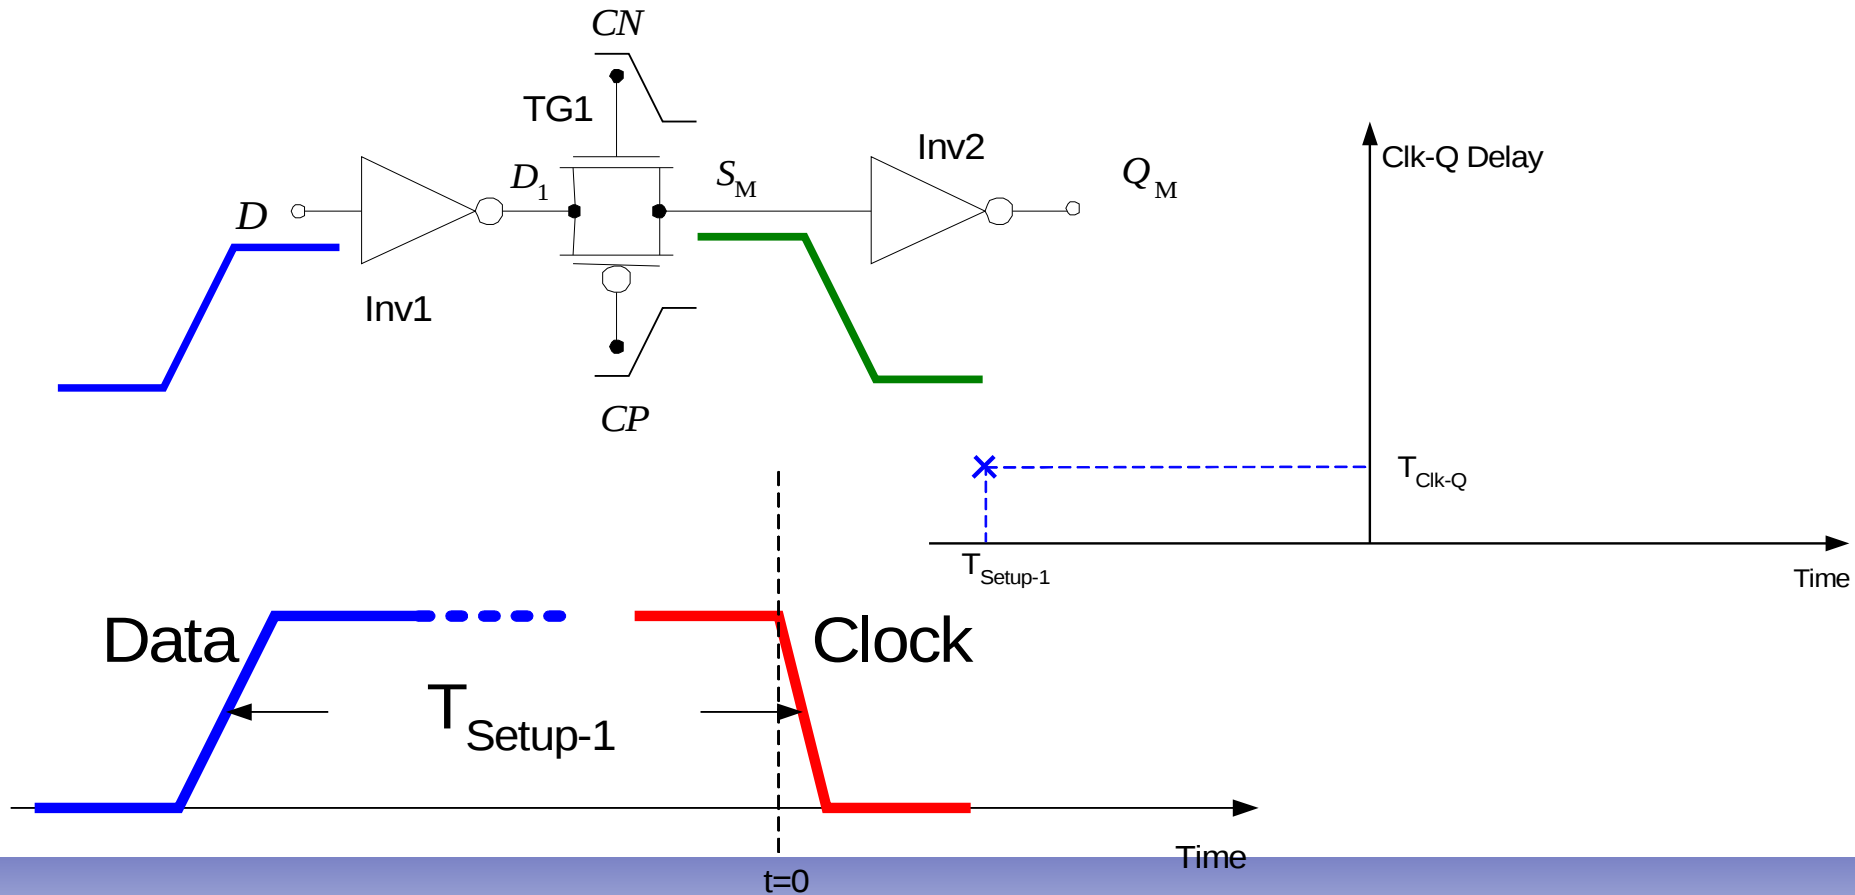 CN
TG1
Inv2
Clk-Q Delay
D
D1
SM
QM
Inv1
CP
TClk-Q
TSetup-1
Time
Data
Clock
TSetup-1
Time
t=0